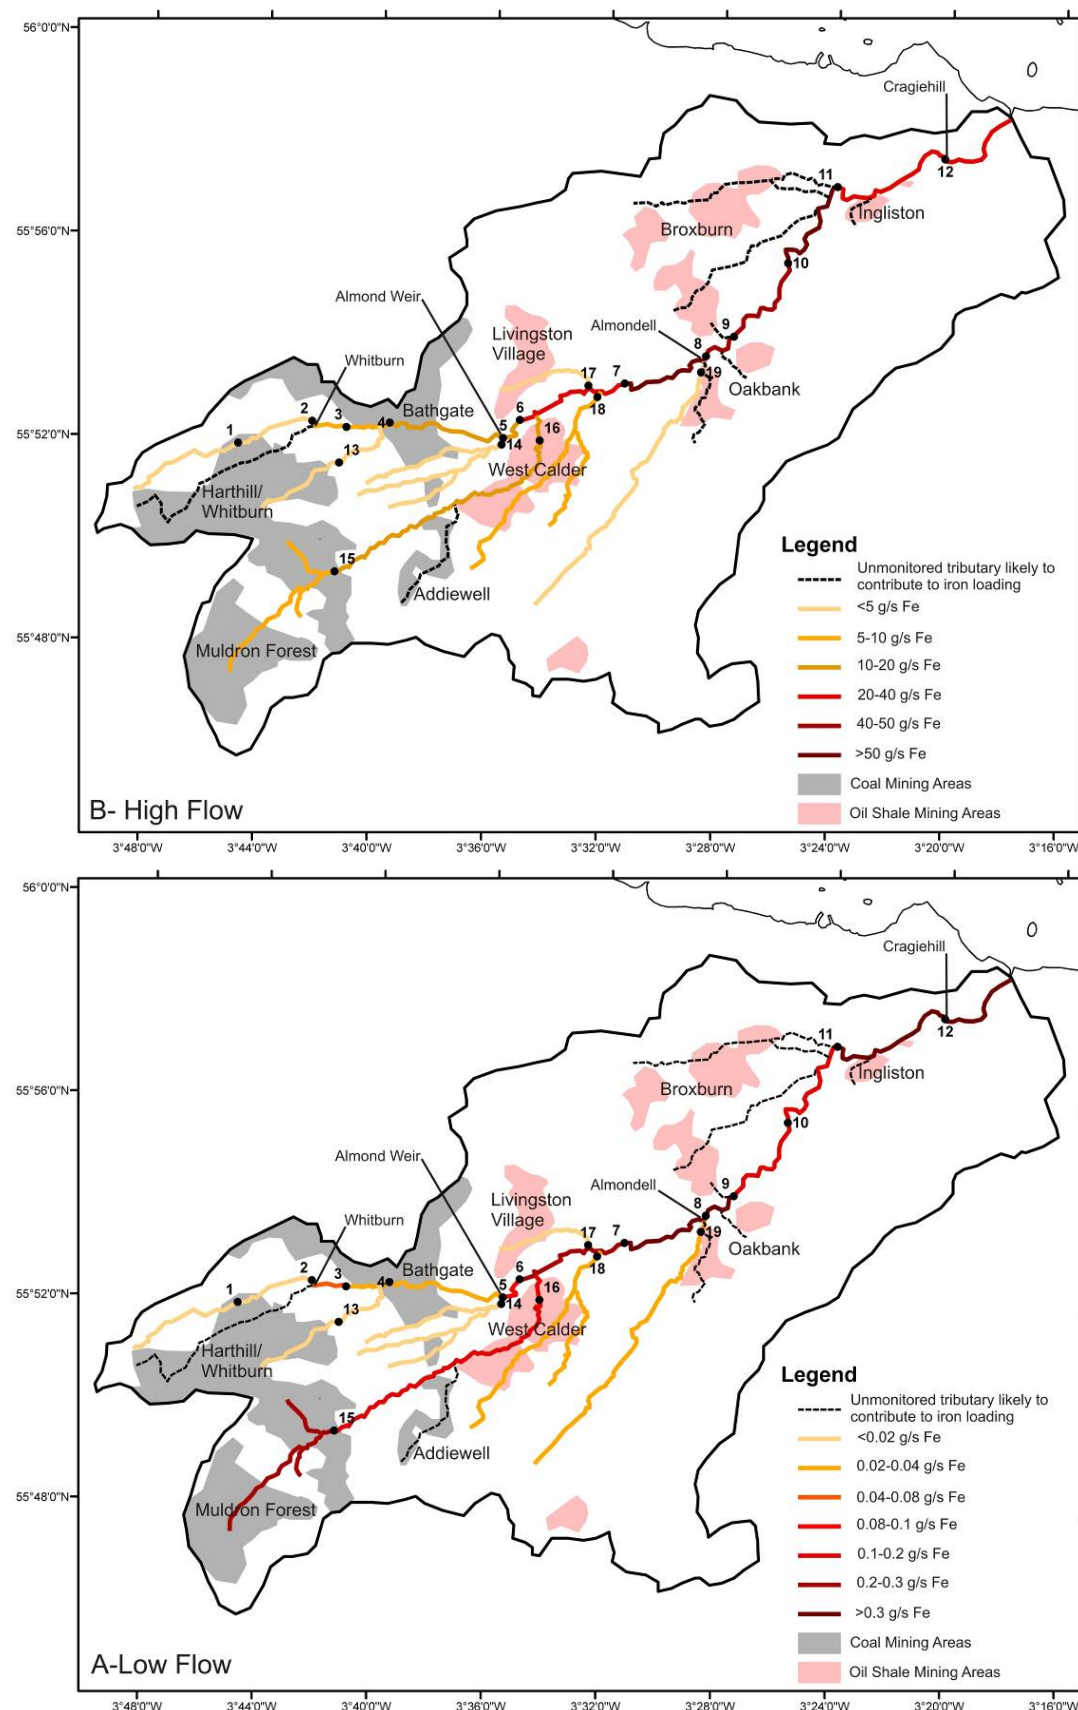 56°0'0"N
Cragiehill
11
12
Ingliston
Broxburn
55°56'0"N
10
Almond Weir
Almondell
9
8
Livingston
Village
19
Oakbank
Whitburn
17
7
18
Bathgate
6
2
3
4
5
16
14
1
55°52'0"N
13
West Calder
Harthill/
Whitburn
15
Addiewell
55°48'0"N
Muldron Forest
Legend
Unmonitored tributary likely to
contribute to iron loading
<5 g/s Fe
5-10 g/s Fe
10-20 g/s Fe
20-40 g/s Fe
40-50 g/s Fe
>50 g/s Fe
Coal Mining Areas
Oil Shale Mining Areas
B- High Flow
3°48'0"W 3°44'0"W 3°40'0"W 3°36'0"W 3°32'0"W 3°28'0"W 3°24'0"W 3°20'0"W 3°16'0"W
56°0'0"N
Cragiehill
11
12
Ingliston
Broxburn
55°56'0"N
10
Almond Weir
Almondell
9
8
Livingston
Village
19
Oakbank
Whitburn
17
7
18
Bathgate
6
2
3
4
5
16
14
1
55°52'0"N
13
West Calder
Harthill/
Whitburn
15
Addiewell
55°48'0"N
Muldron Forest
Legend
Unmonitored tributary likely to
contribute to iron loading
<0.02 g/s Fe
0.02-0.04 g/s Fe
0.04-0.08 g/s Fe
0.08-0.1 g/s Fe
0.1-0.2 g/s Fe
0.2-0.3 g/s Fe
>0.3 g/s Fe
Coal Mining Areas
Oil Shale Mining Areas
A-Low Flow
3°48'0"W 3°44'0"W 3°40'0"W 3°36'0"W 3°32'0"W 3°28'0"W 3°24'0"W 3°20'0"W 3°16'0"W